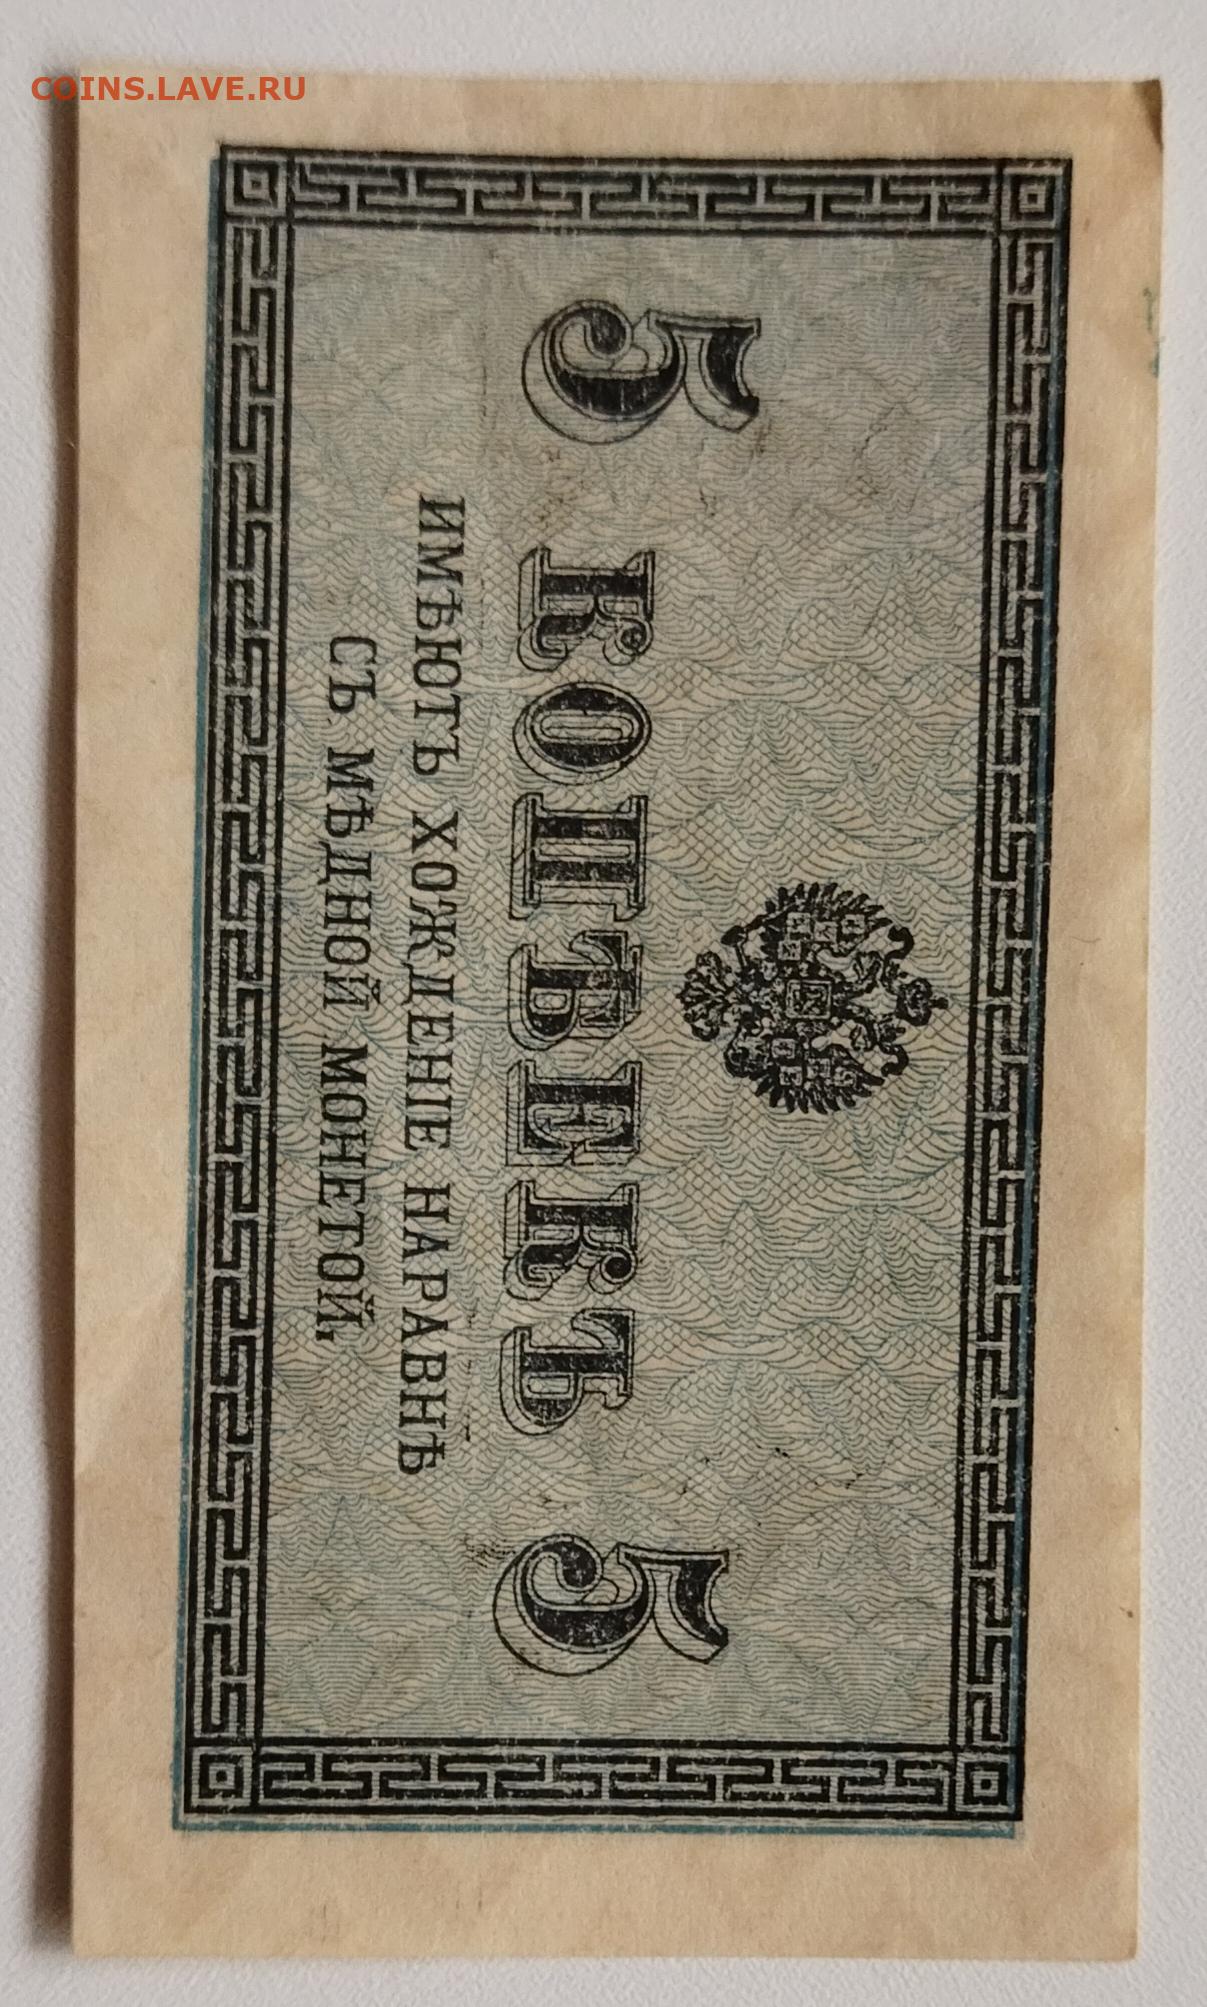 COINS.LAVE.RU
5 КОПѢЕКЪ 5
ИМѢЮТЪ ХОЖДЕНІЕ НАРАВНѢ
СЪ МѢДНОЙ МОНЕТОЙ.